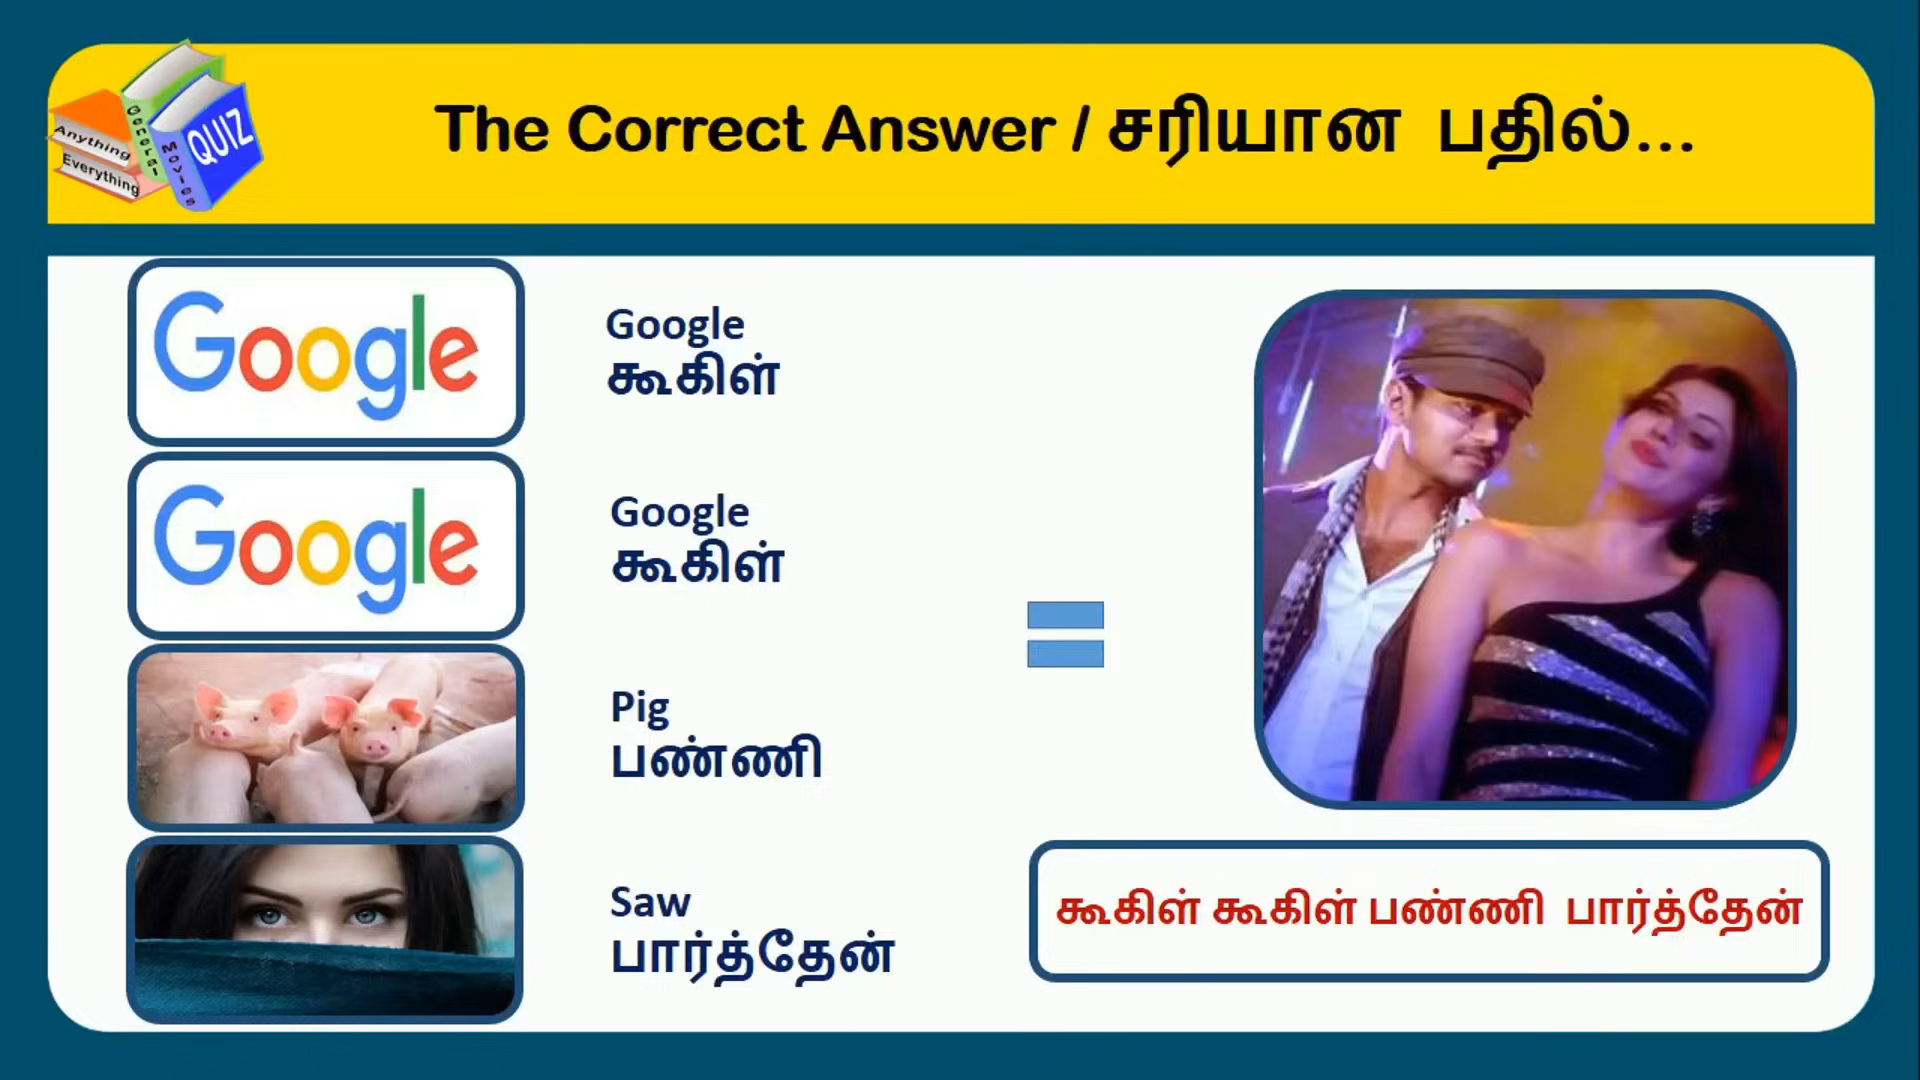 The Correct Answer / சரியான பதில்...
Anything
Everything
General
Movies
QUIZ
Google
Google
கூகிள்
Google
Google
கூகிள்
Pig
பண்ணி
Saw
பார்த்தேன்
கூகிள் கூகிள் பண்ணி பார்த்தேன்